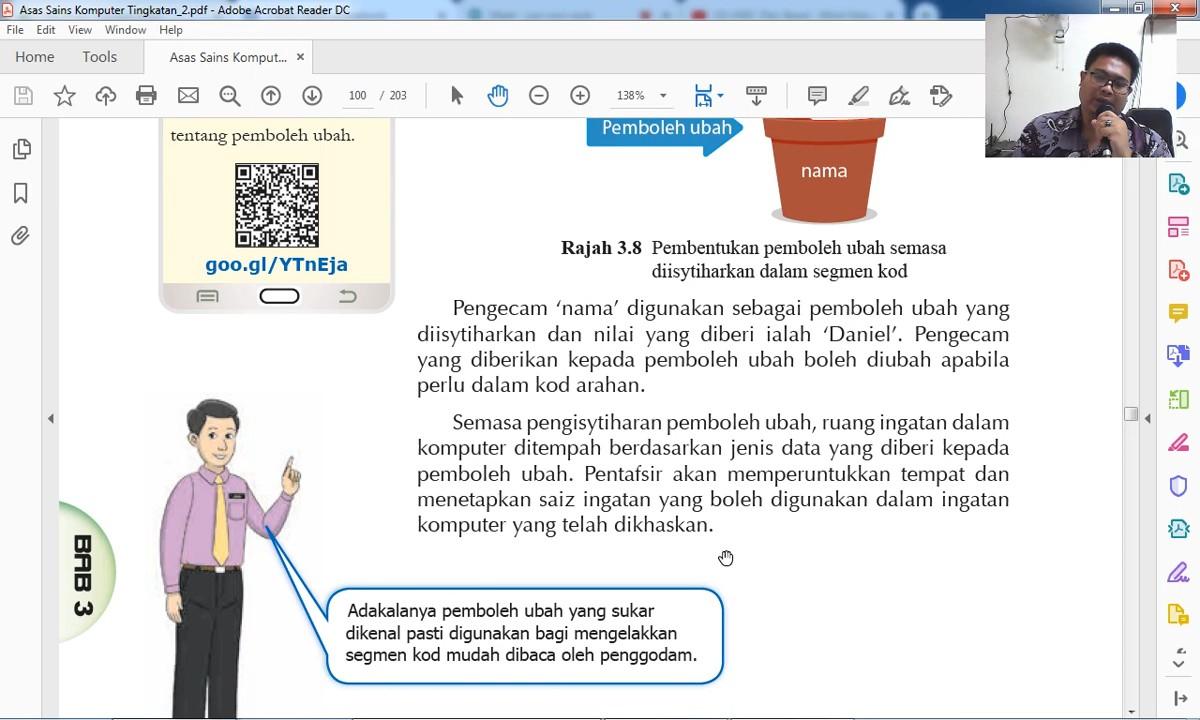 Asas Sains Komputer Tingkatan_2.pdf - Adobe Acrobat Reader DC
File Edit View Window Help
Home Tools Asas Sains Komput... ×
100 / 203 138%
tentang pemboleh ubah.
goo.gl/YTnEja
Pemboleh ubah
nama
Rajah 3.8 Pembentukan pemboleh ubah semasa
diisytiharkan dalam segmen kod
Pengecam ‘nama’ digunakan sebagai pemboleh ubah yang
diisytiharkan dan nilai yang diberi ialah ‘Daniel’. Pengecam
yang diberikan kepada pemboleh ubah boleh diubah apabila
perlu dalam kod arahan.
Semasa pengisytiharan pemboleh ubah, ruang ingatan dalam
komputer ditempah berdasarkan jenis data yang diberi kepada
pemboleh ubah. Pentafsir akan memperuntukkan tempat dan
menetapkan saiz ingatan yang boleh digunakan dalam ingatan
komputer yang telah dikhaskan.
BAB 3
Adakalanya pemboleh ubah yang sukar
dikenal pasti digunakan bagi mengelakkan
segmen kod mudah dibaca oleh penggodam.